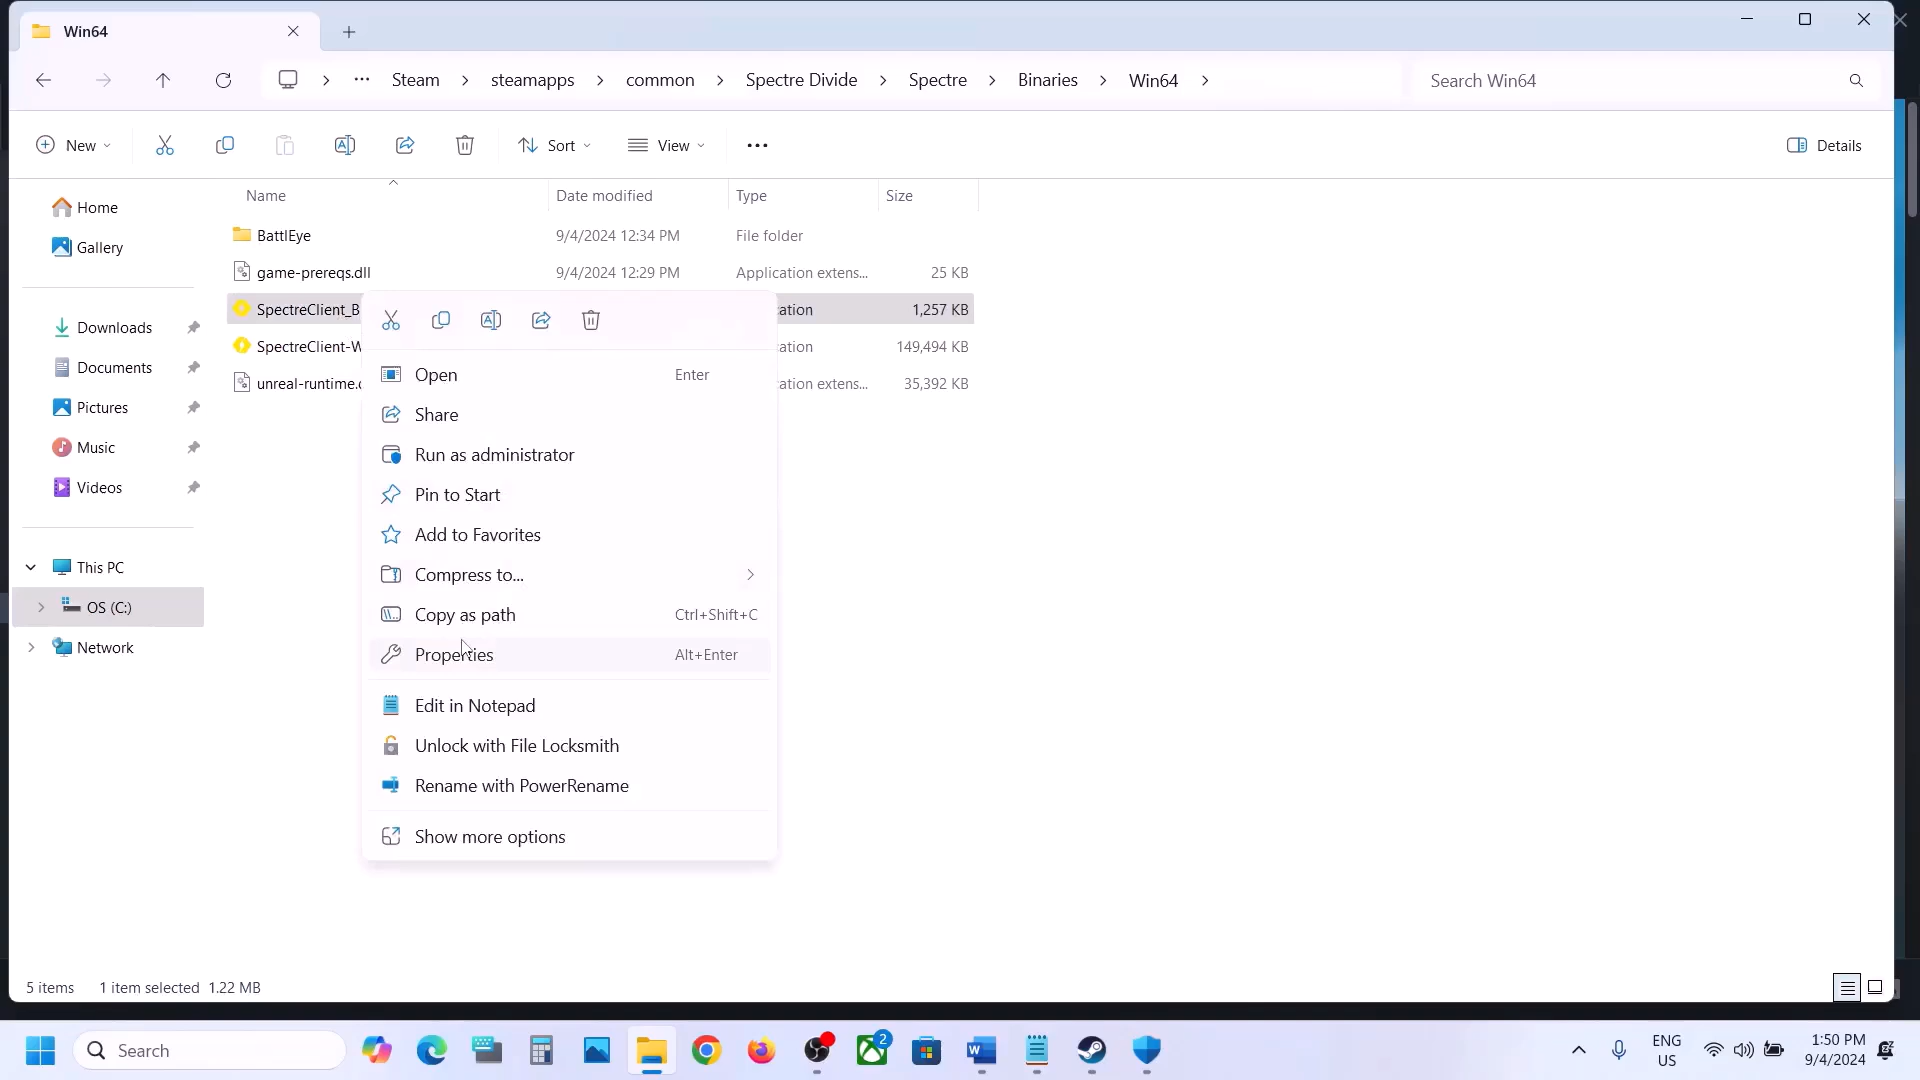 Win64
Steam > steamapps > common > Spectre Divide > Spectre > Binaries > Win64 >
Search Win64
New
Sort
View
Details
Name
Date modified
Type
Size
Home
Gallery
Downloads
Documents
Pictures
Music
Videos
This PC
OS (C:)
Network
BattlEye 9/4/2024 12:34 PM File folder
game-prereqs.dll 9/4/2024 12:29 PM Application extens... 25 KB
SpectreClient_B 1,257 KB
SpectreClient-W 149,494 KB
unreal-runtime. 35,392 KB
Open Enter
Share
Run as administrator
Pin to Start
Add to Favorites
Compress to...
Copy as path Ctrl+Shift+C
Properties Alt+Enter
Edit in Notepad
Unlock with File Locksmith
Rename with PowerRename
Show more options
5 items 1 item selected 1.22 MB
Search
2
ENG
US
1:50 PM
9/4/2024